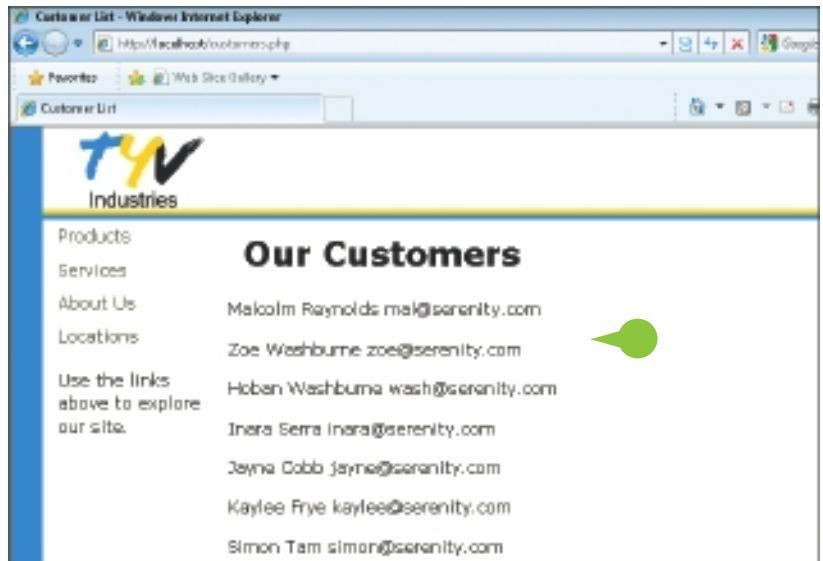 Customer List - Windows Internet Explorer
http://localhost/customers.php
Google
Favorites Web Slice Gallery
Customer List
TYV
Industries
Products
Services
About Us
Locations
Use the links
above to explore
our site.
Our Customers
Malcolm Reynolds mal@serenity.com
Zoe Washburne zoe@serenity.com
Hoban Washburne wash@serenity.com
Inara Serra inara@serenity.com
Jayne Cobb jayne@serenity.com
Kaylee Frye kaylee@serenity.com
Simon Tam simon@serenity.com